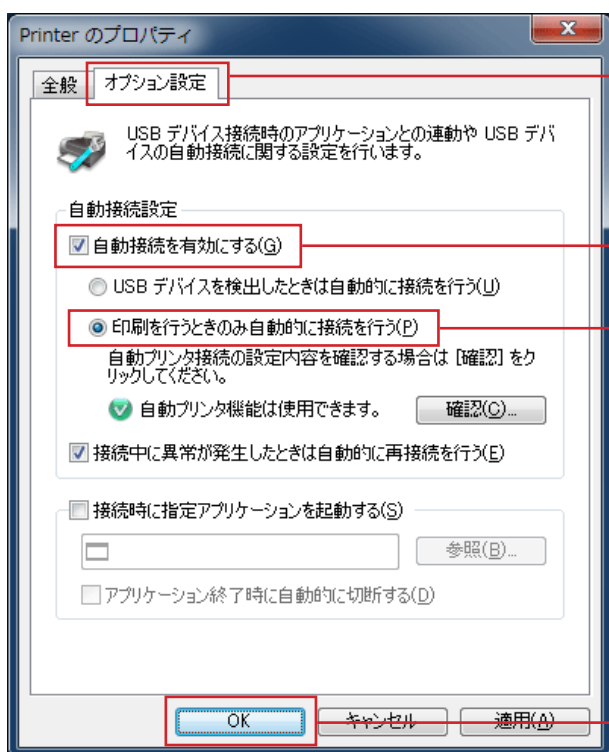 Printer のプロパティ
全般
オプション設定
USB デバイス接続時のアプリケーションとの連動や USB デバ
イスの自動接続に関する設定を行います。
自動接続設定
自動接続を有効にする(G)
USB デバイスを検出したときは自動的に接続を行う(U)
印刷を行うときのみ自動的に接続を行う(P)
自動プリンタ接続の設定内容を確認する場合は [確認] をク
リックしてください。
自動プリンタ機能は使用できます。
確認(C)...
接続中に異常が発生したときは自動的に再接続を行う(E)
接続時に指定アプリケーションを起動する(S)
参照(B)...
アプリケーション終了時に自動的に切断する(D)
OK
キャンセル
適用(A)